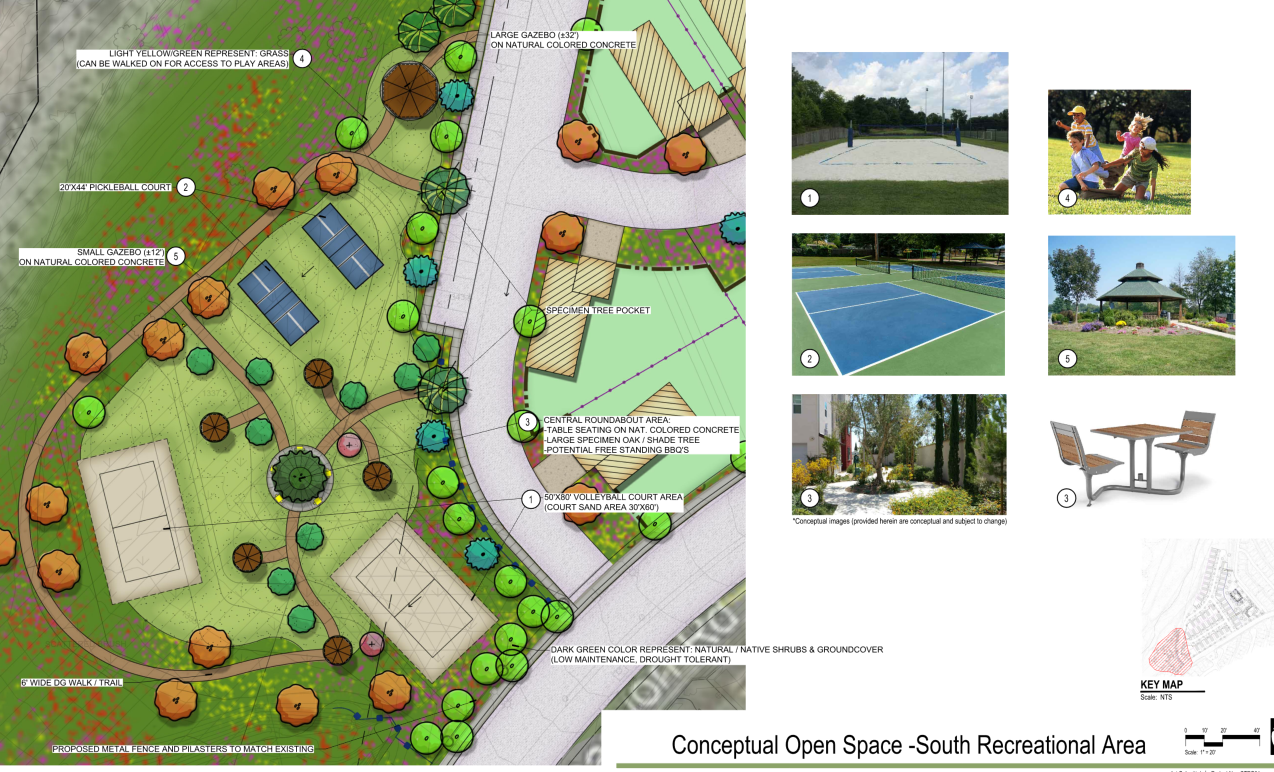 LARGE GAZEBO (±32')
ON NATURAL COLORED CONCRETE
LIGHT YELLOW/GREEN REPRESENT: GRASS
(CAN BE WALKED ON FOR ACCESS TO PLAY AREAS)
4
20'X44' PICKLEBALL COURT
2
SMALL GAZEBO (±12')
ON NATURAL COLORED CONCRETE
5
SPECIMEN TREE POCKET
3
CENTRAL ROUNDABOUT AREA:
-TABLE SEATING ON NAT. COLORED CONCRETE
-LARGE SPECIMEN OAK / SHADE TREE
-POTENTIAL FREE STANDING BBQ'S
1
50'X80' VOLLEYBALL COURT AREA
(COURT SAND AREA 30'X60')
DARK GREEN COLOR REPRESENT: NATURAL / NATIVE SHRUBS & GROUNDCOVER
(LOW MAINTENANCE, DROUGHT TOLERANT)
6' WIDE DG WALK / TRAIL
PROPOSED METAL FENCE AND PILASTERS TO MATCH EXISTING
1
4
2
5
3
3
*Conceptual images (provided herein are conceptual and subject to change)
KEY MAP
Scale: NTS
Conceptual Open Space -South Recreational Area
0 10' 20' 40'
Scale: 1" = 20'